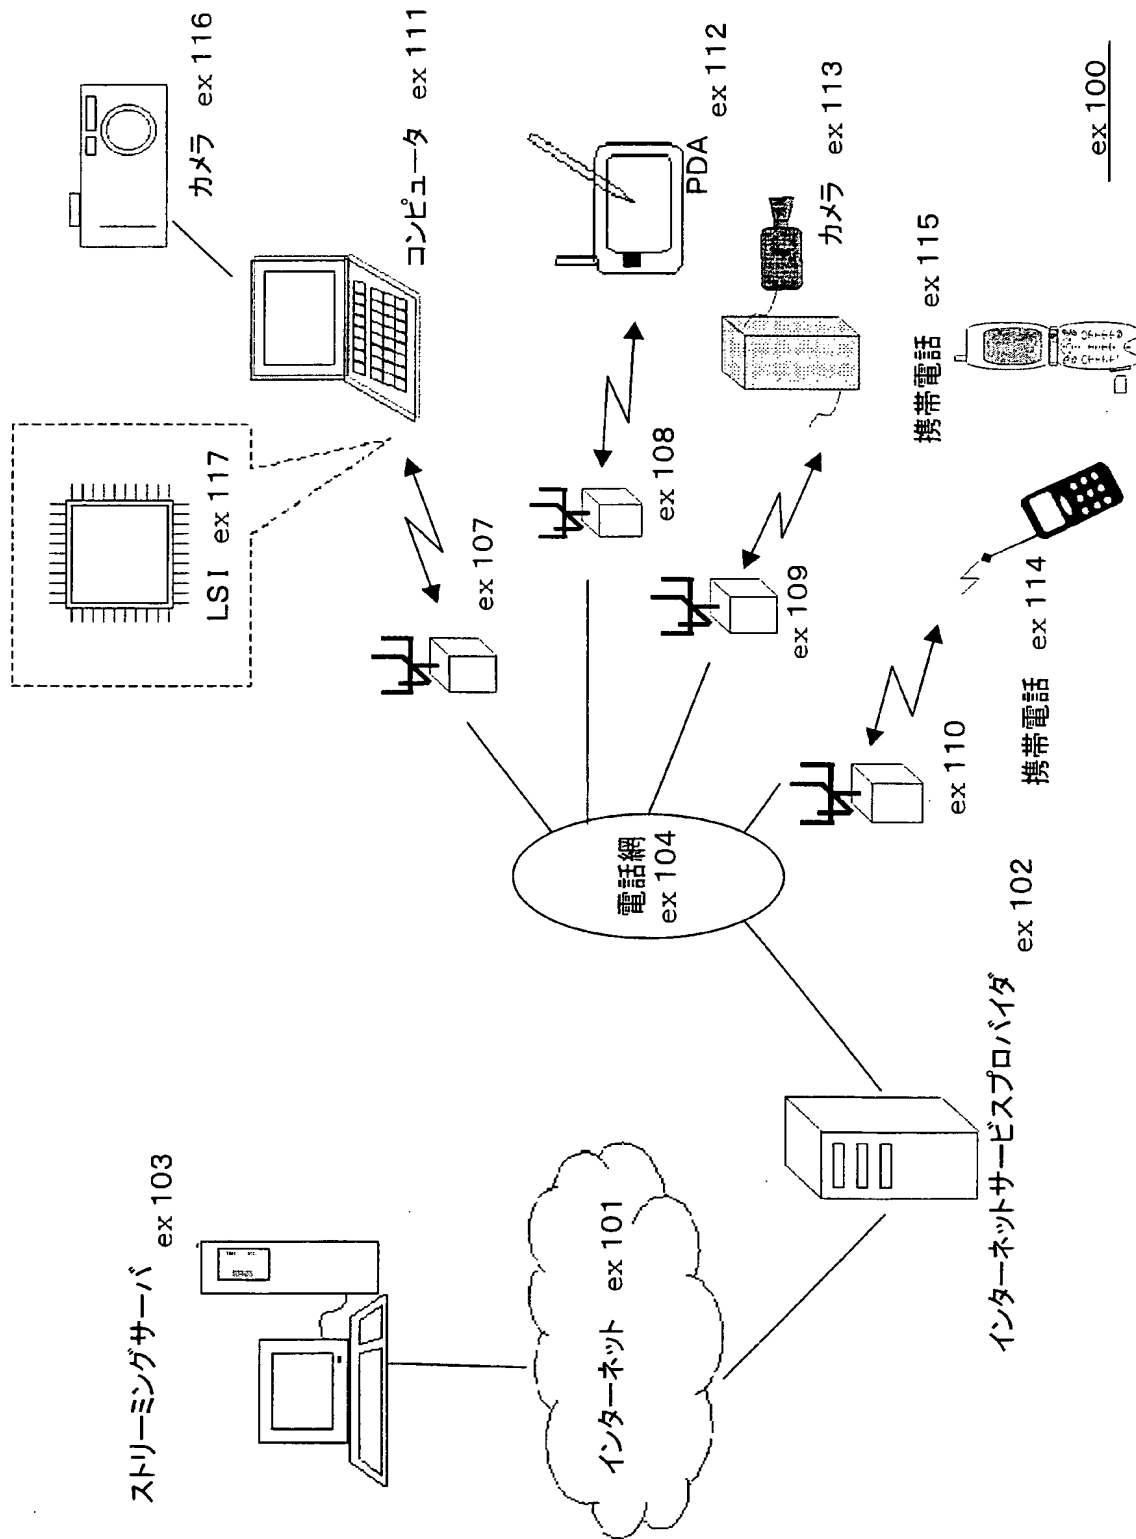 ストリーミングサーバ
ex 103
インターネット ex 101
インターネットサービスプロバイダ
ex 102
電話網
ex 104
LSI ex 117
ex 107
ex 108
ex 109
ex 110
カメラ ex 116
コンピュータ ex 111
PDA
ex 112
カメラ ex 113
携帯電話 ex 115
携帯電話 ex 114
ex 100